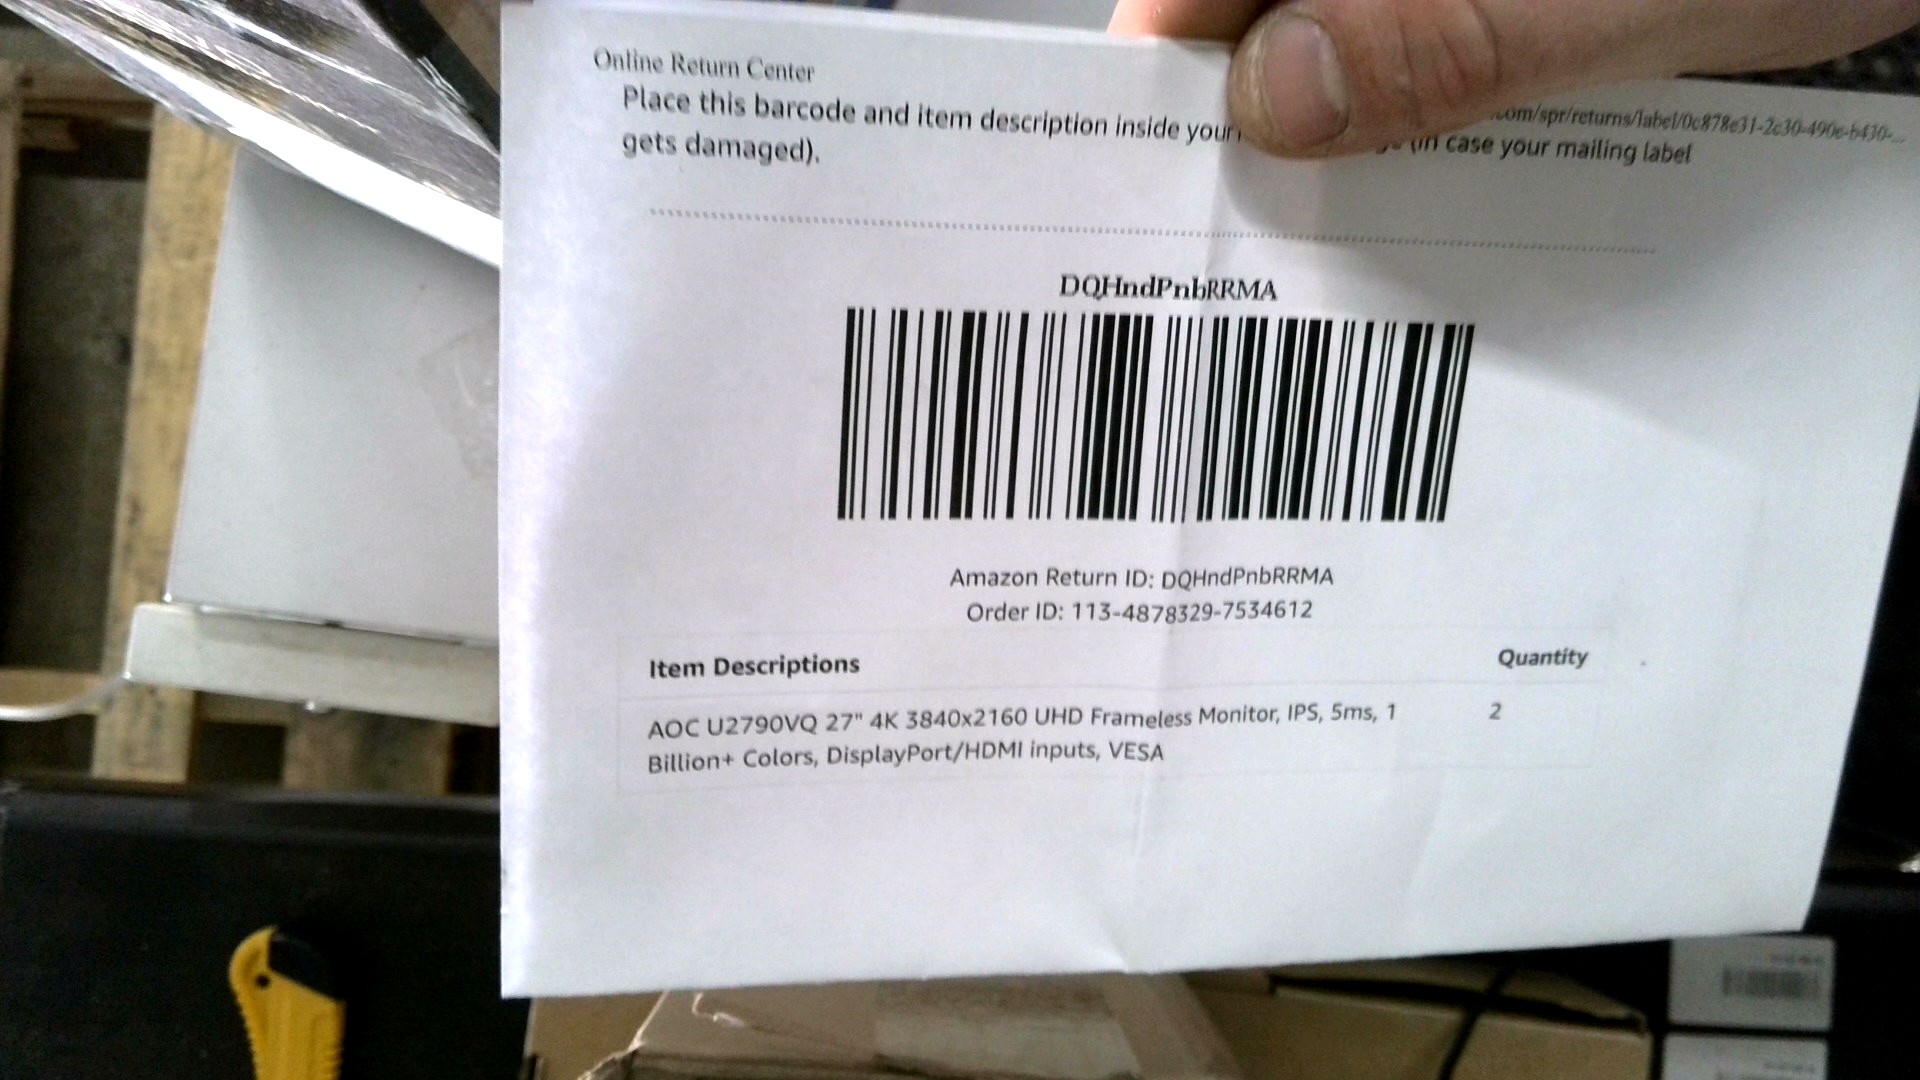 Online Return Center
Place this barcode and item description inside your (in case your mailing label
.com/spr/returns/label/0c878e31-2c30-490e-b430-...
gets damaged).
DQHndPnbRRMA
Amazon Return ID: DQHndPnbRRMA
Order ID: 113-4878329-7534612
Item Descriptions Quantity
AOC U2790VQ 27" 4K 3840x2160 UHD Frameless Monitor, IPS, 5ms, 1 2
Billion+ Colors, DisplayPort/HDMI inputs, VESA